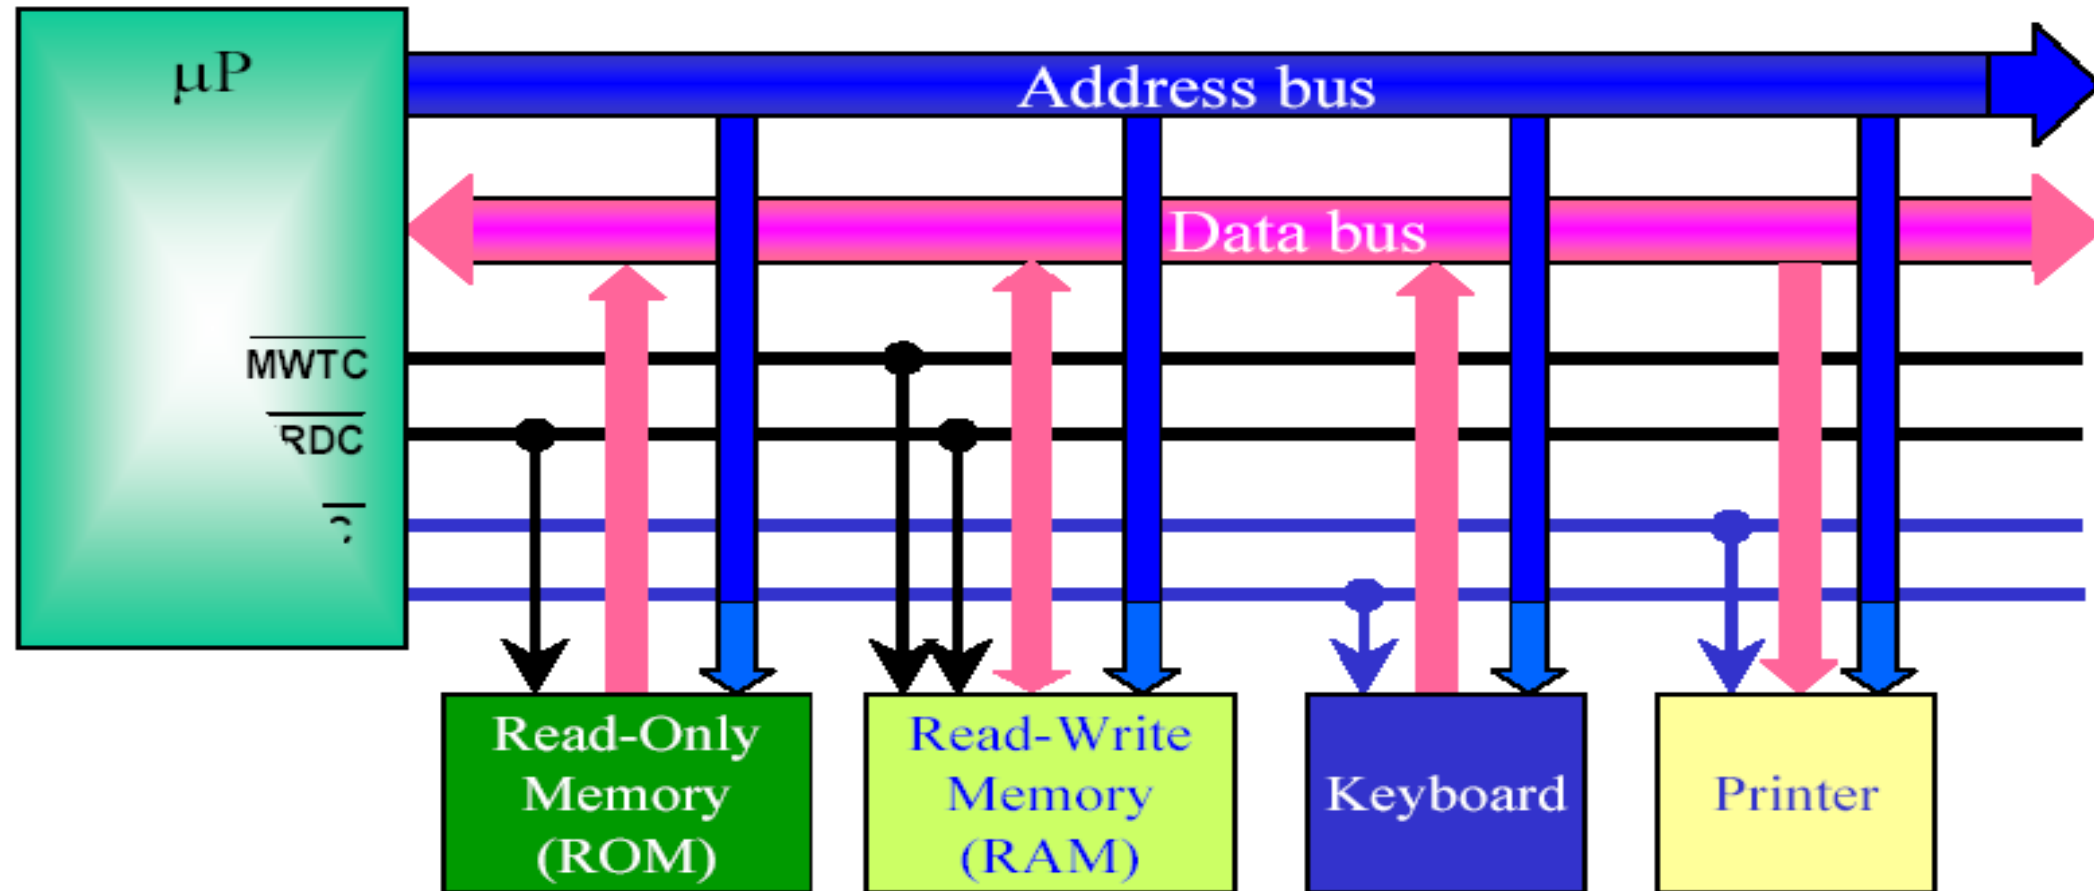 μP
Address bus
Data bus
MWTC
RDC
Read-Only
Memory
(ROM)
Read-Write
Memory
(RAM)
Keyboard
Printer